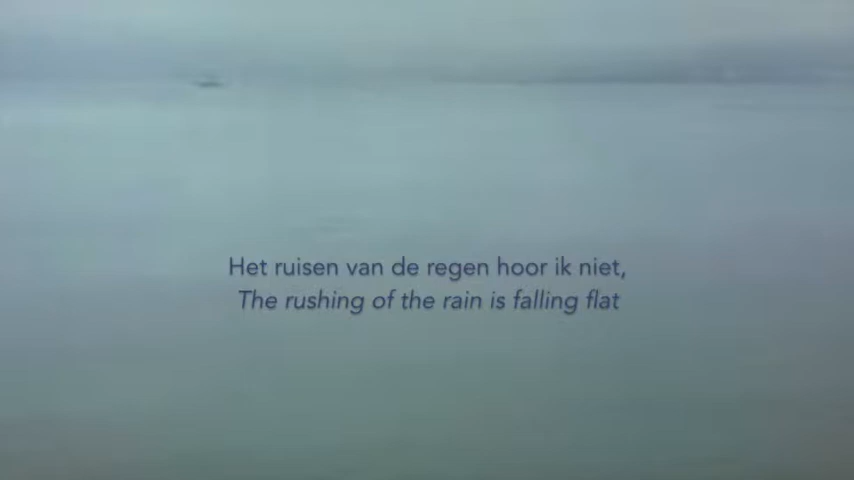 Het ruisen van de regen hoor ik niet,
The rushing of the rain is falling flat